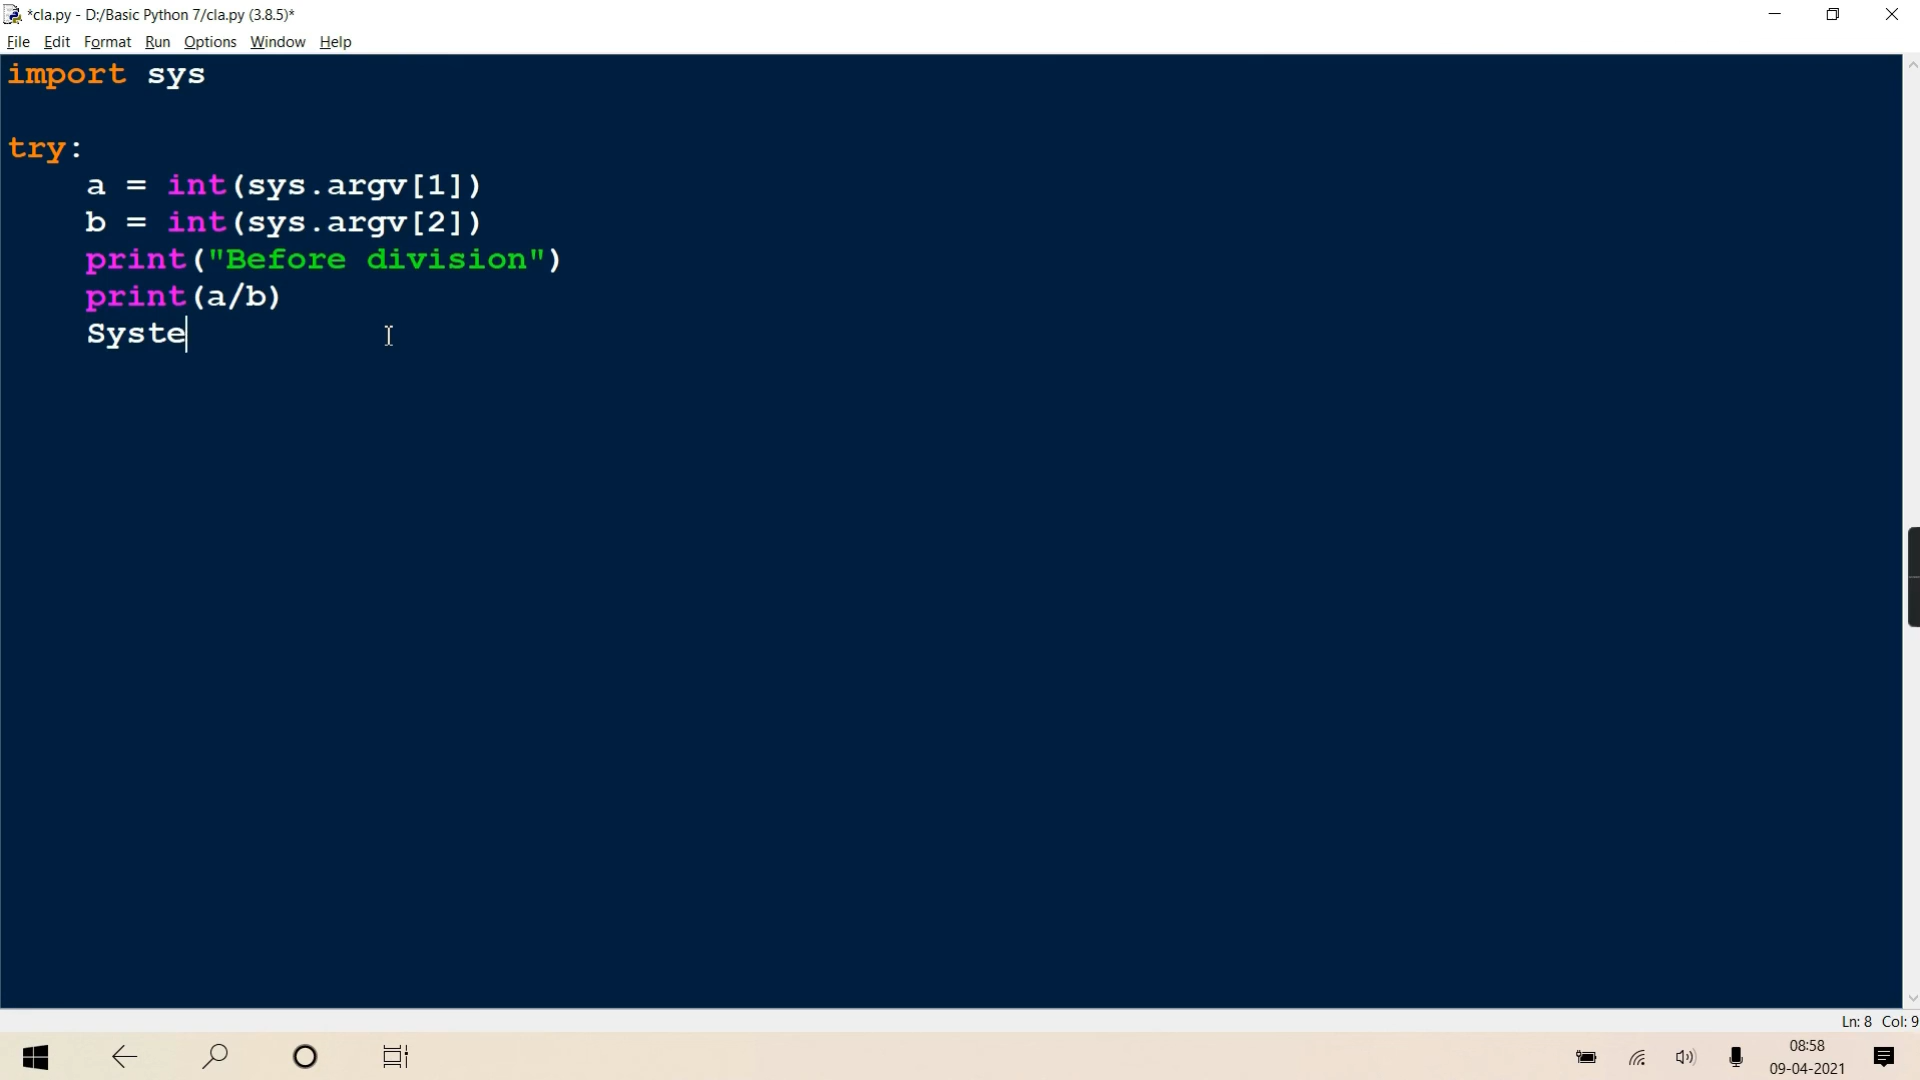 *cla.py - D:/Basic Python 7/cla.py (3.8.5)*
File Edit Format Run Options Window Help
import sys
try:
    a = int(sys.argv[1])
    b = int(sys.argv[2])
    print("Before division")
    print(a/b)
    Syste
Ln: 8 Col: 9
08:58
09-04-2021